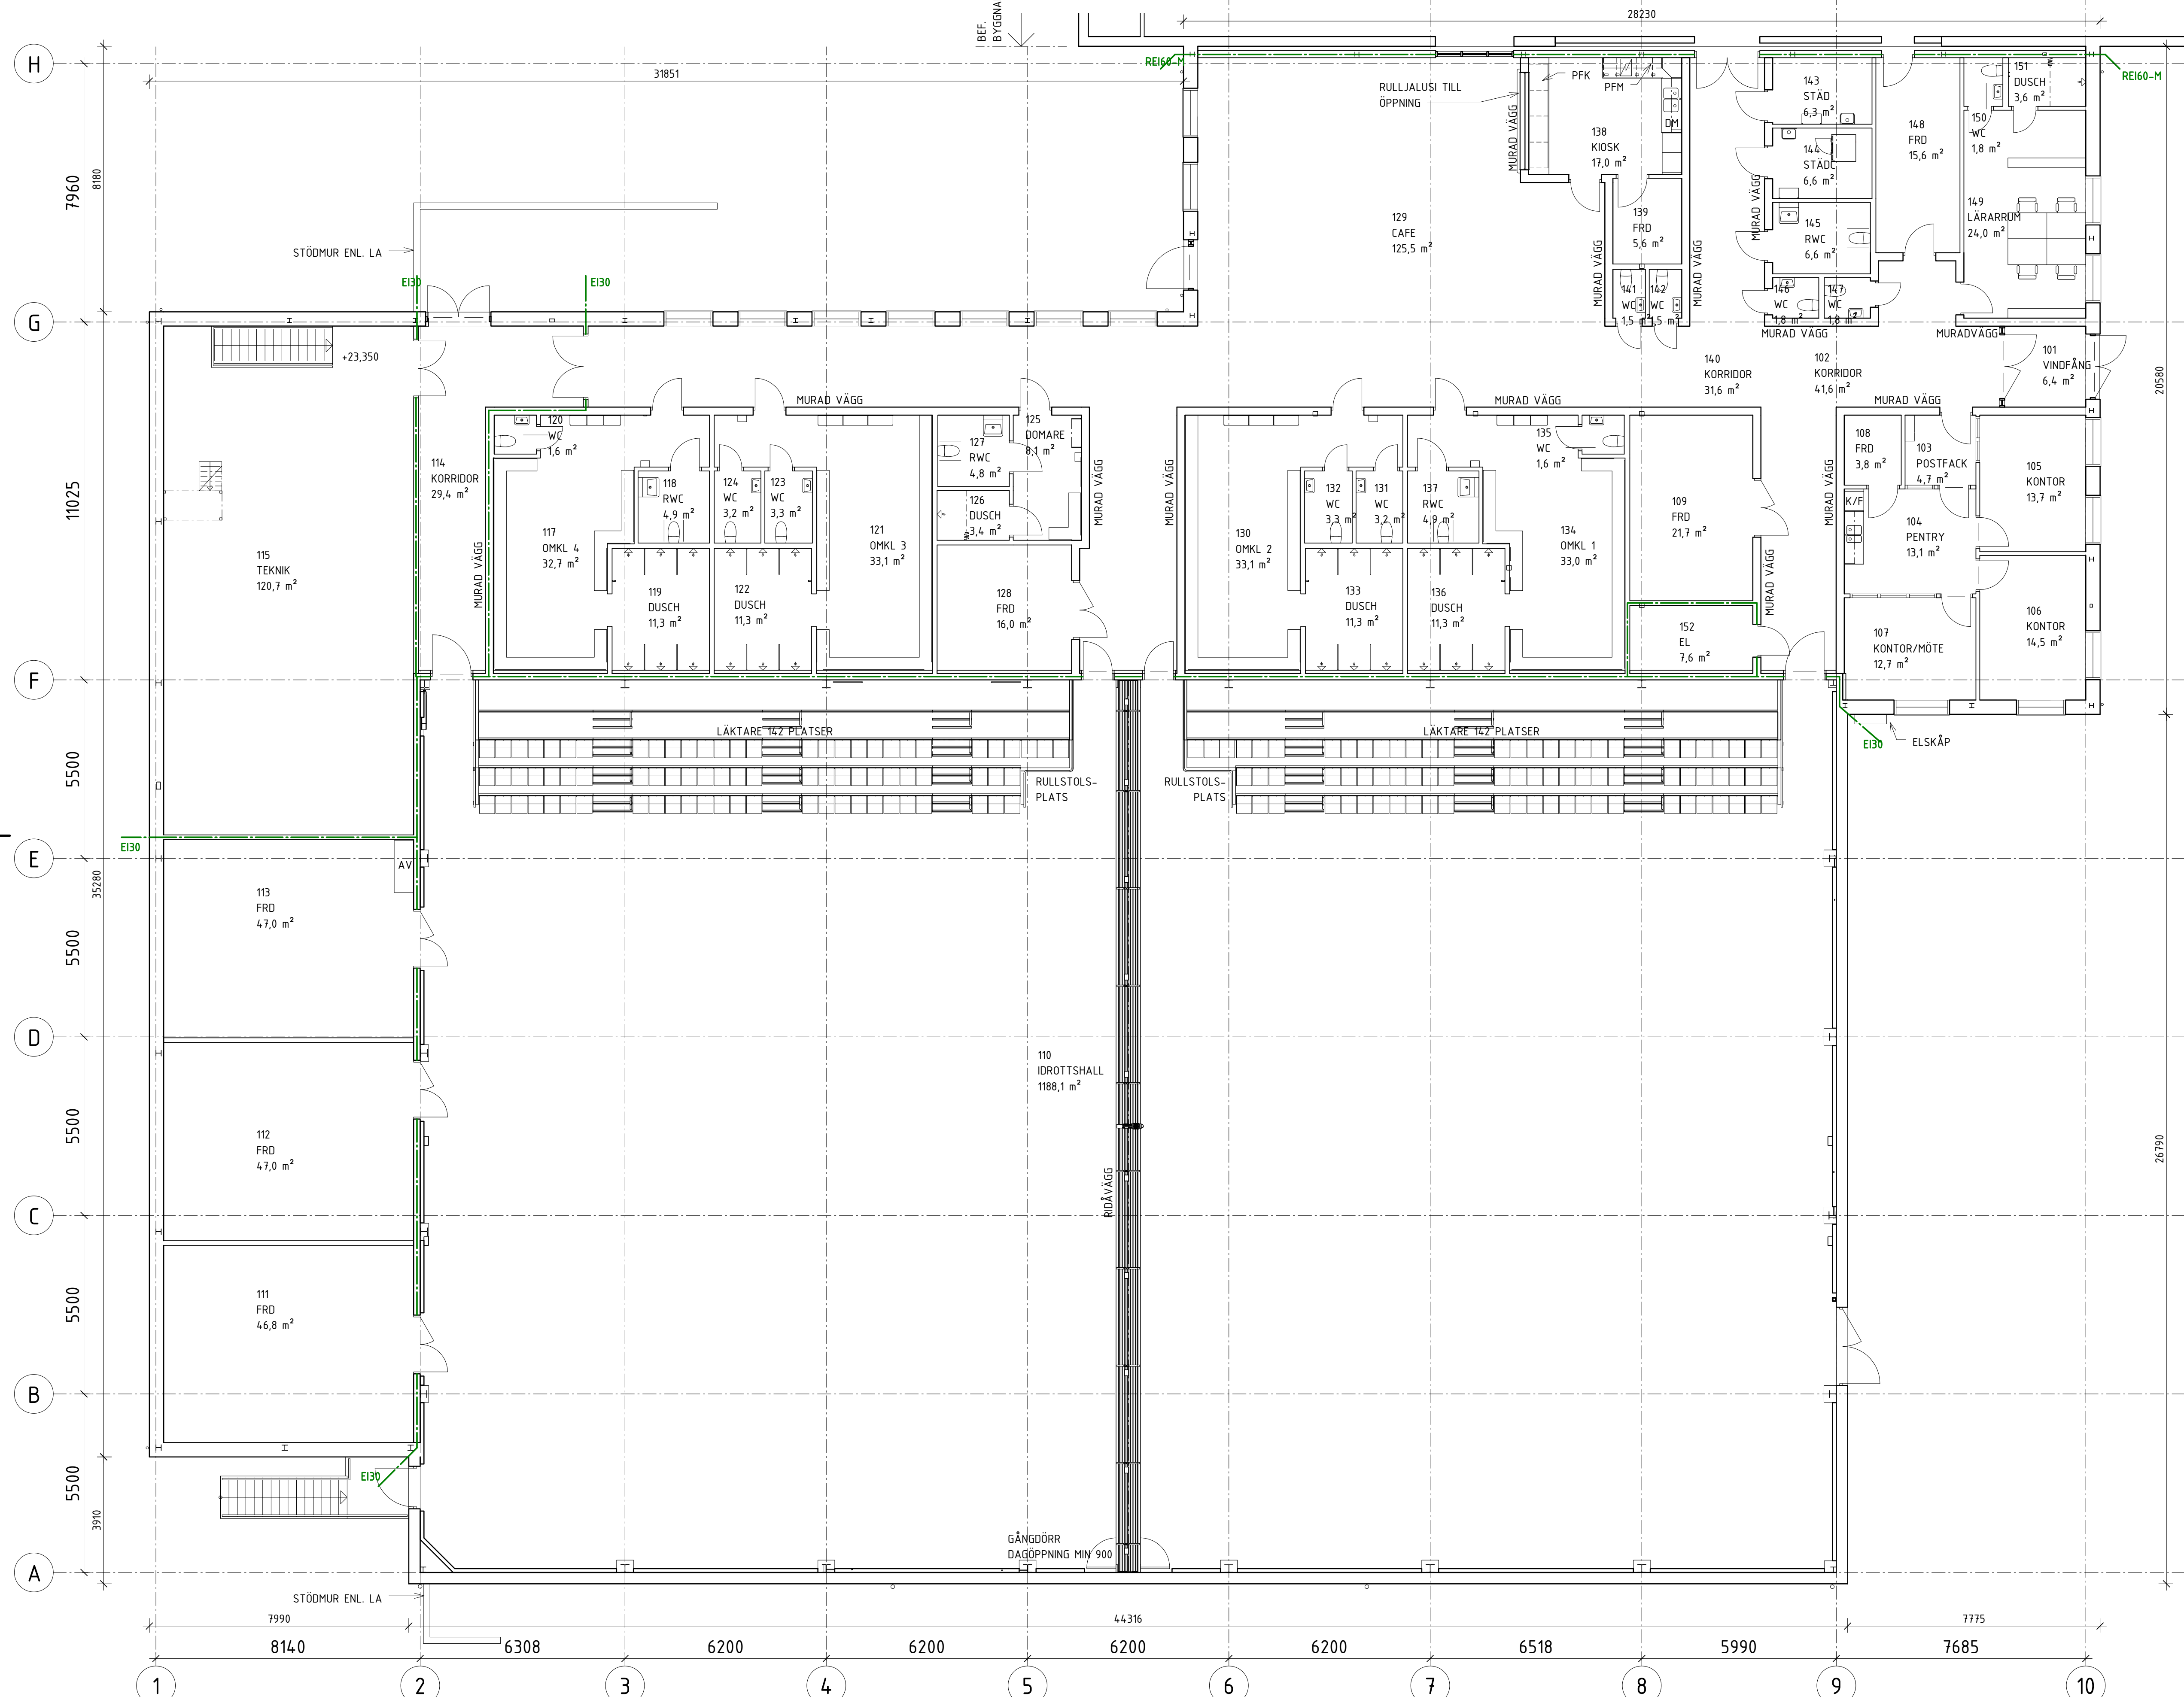 28230
BEF.
BYGGNA
H
31851
REI60-M
REI60-M
PFK
PFM
RULLJALUSI TILL
ÖPPNING
MURAD VÄGG
DM
138
KIOSK
17,0 m²
143
STÄD
6,3 m²
151
DUSCH
3,6 m²
148
FRD
15,6 m²
150
WC
1,8 m²
144
STÄDC
6,6 m²
MURAD VÄGG
7960
8180
139
FRD
5,6 m²
129
CAFE
125,5 m²
145
RWC
6,6 m²
149
LÄRARRUM
24,0 m²
STÖDMUR ENL. LA
MURAD VÄGG
MURAD VÄGG
EI30
EI30
141
WC
1,5 m²
142
WC
1,5 m²
146
WC
1,8 m²
147
WC
1,8 m²
G
MURAD VÄGG
MURADVÄGG
+23,350
140
KORRIDOR
31,6 m²
102
KORRIDOR
41,6 m²
101
VINDFÅNG
6,4 m²
20580
MURAD VÄGG
MURAD VÄGG
MURAD VÄGG
120
WC
1,6 m²
125
DOMARE
8,1 m²
127
RWC
4,8 m²
135
WC
1,6 m²
108
FRD
3,8 m²
103
POSTFACK
4,7 m²
105
KONTOR
13,7 m²
114
KORRIDOR
29,4 m²
118
RWC
4,9 m²
124
WC
3,2 m²
123
WC
3,3 m²
126
DUSCH
3,4 m²
MURAD VÄGG
MURAD VÄGG
132
WC
3,3 m²
131
WC
3,2 m²
137
RWC
4,9 m²
109
FRD
21,7 m²
MURAD VÄGG
K/F
104
PENTRY
13,1 m²
11025
117
OMKL 4
32,7 m²
121
OMKL 3
33,1 m²
130
OMKL 2
33,1 m²
134
OMKL 1
33,0 m²
115
TEKNIK
120,7 m²
MURAD VÄGG
MURAD VÄGG
119
DUSCH
11,3 m²
122
DUSCH
11,3 m²
128
FRD
16,0 m²
133
DUSCH
11,3 m²
136
DUSCH
11,3 m²
152
EL
7,6 m²
107
KONTOR/MÖTE
12,7 m²
106
KONTOR
14,5 m²
F
LÄKTARE 142 PLATSER
LÄKTARE 142 PLATSER
EI30
ELSKÅP
5500
RULLSTOLS-
PLATS
RULLSTOLS-
PLATS
EI30
E
AV
35280
113
FRD
47,0 m²
5500
D
110
IDROTTSHALL
1188,1 m²
5500
112
FRD
47,0 m²
26790
RIDÅVÄGG
C
5500
111
FRD
46,8 m²
B
5500
EI30
3910
GÅNGDÖRR
DAGÖPPNING MIN 900
A
STÖDMUR ENL. LA
7990
44316
7775
8140
6308
6200
6200
6200
6200
6518
5990
7685
1
2
3
4
5
6
7
8
9
10